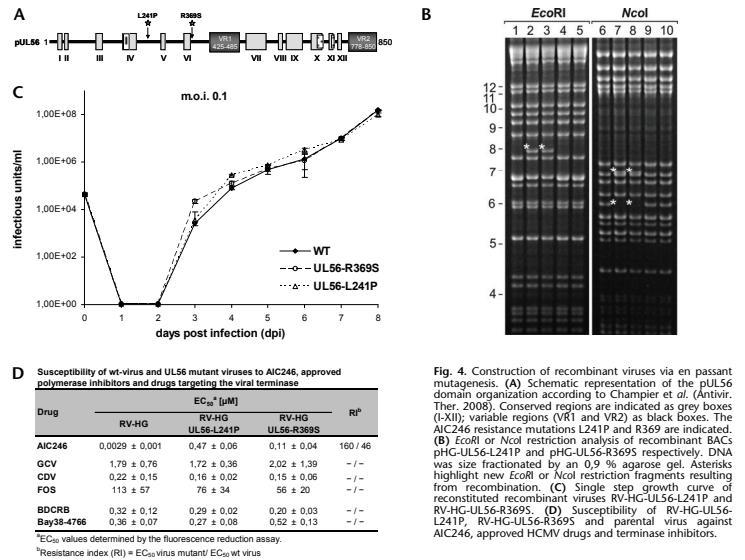 A
L241P R369S
pUL56 1 VR1 425-485 VR2 778-850 850
I II III IV V VI VII VIII IX X XI XII
B
EcoRI NcoI
1 2 3 4 5 6 7 8 9 10
12
11
10
9
8
7
6
5
4
* *
* *
* *
C
m.o.i. 0.1
infectious units/ml
1,00E+08
1,00E+06
1,00E+04
1,00E+02
1,00E+00
WT
UL56-R369S
UL56-L241P
0 1 2 3 4 5 6 7 8
days post infection (dpi)
D Susceptibility of wt-virus and UL56 mutant viruses to AIC246, approved
polymerase inhibitors and drugs targeting the viral terminase
Drug EC50a [µM] RIb
RV-HG RV-HG UL56-L241P RV-HG UL56-R369S
AIC246 0,0029 ± 0,001 0,47 ± 0,06 0,11 ± 0,04 160 / 46
GCV 1,79 ± 0,76 1,72 ± 0,36 2,02 ± 1,39 – / –
CDV 0,22 ± 0,15 0,16 ± 0,02 0,15 ± 0,06 – / –
FOS 113 ± 57 76 ± 34 56 ± 20 – / –
BDCRB 0,32 ± 0,12 0,29 ± 0,02 0,20 ± 0,03 – / –
Bay38-4766 0,36 ± 0,07 0,27 ± 0,08 0,52 ± 0,13 – / –
aEC50 values determined by the fluorescence reduction assay.
bResistance index (RI) = EC50 virus mutant/ EC50 wt virus
Fig. 4. Construction of recombinant viruses via en passant
mutagenesis. (A) Schematic representation of the pUL56
domain organization according to Champier et al. (Antivir.
Ther. 2008). Conserved regions are indicated as grey boxes
(I-XII); variable regions (VR1 and VR2) as black boxes. The
AIC246 resistance mutations L241P and R369 are indicated.
(B) EcoRI or NcoI restriction analysis of recombinant BACs
pHG-UL56-L241P and pHG-UL56-R369S respectively. DNA
was size fractionated by an 0,9 % agarose gel. Asterisks
highlight new EcoRI or NcoI restriction fragments resulting
from recombination. (C) Single step growth curve of
reconstituted recombinant viruses RV-HG-UL56-L241P and
RV-HG-UL56-R369S. (D) Susceptibility of RV-HG-UL56-
L241P, RV-HG-UL56-R369S and parental virus against
AIC246, approved HCMV drugs and terminase inhibitors.